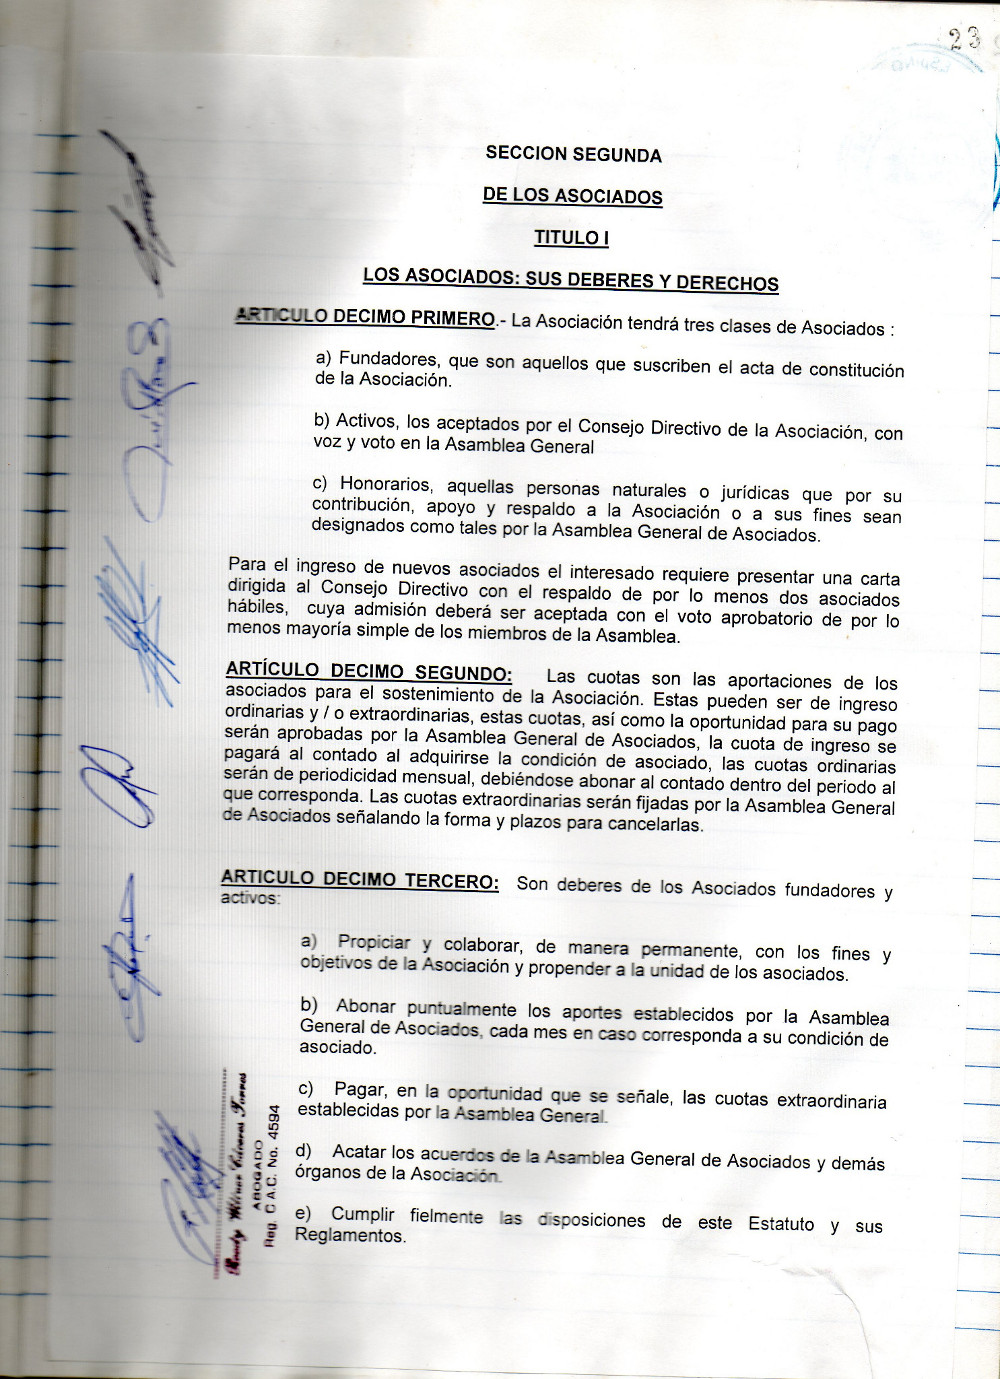 23
SECCION SEGUNDA
DE LOS ASOCIADOS
TITULO I
LOS ASOCIADOS: SUS DEBERES Y DERECHOS
ARTICULO DECIMO PRIMERO.- La Asociación tendrá tres clases de Asociados :
a) Fundadores, que son aquellos que suscriben el acta de constitución
de la Asociación.
b) Activos, los aceptados por el Consejo Directivo de la Asociación, con
voz y voto en la Asamblea General
c) Honorarios, aquellas personas naturales o jurídicas que por su
contribución, apoyo y respaldo a la Asociación o a sus fines sean
designados como tales por la Asamblea General de Asociados.
Para el ingreso de nuevos asociados el interesado requiere presentar una carta
dirigida al Consejo Directivo con el respaldo de por lo menos dos asociados
hábiles, cuya admisión deberá ser aceptada con el voto aprobatorio de por lo
menos mayoría simple de los miembros de la Asamblea.
ARTÍCULO DECIMO SEGUNDO: Las cuotas son las aportaciones de los
asociados para el sostenimiento de la Asociación. Estas pueden ser de ingreso
ordinarias y / o extraordinarias, estas cuotas, así como la oportunidad para su pago
serán aprobadas por la Asamblea General de Asociados, la cuota de ingreso se
pagará al contado al adquirirse la condición de asociado, las cuotas ordinarias
serán de periodicidad mensual, debiéndose abonar al contado dentro del periodo al
que corresponda. Las cuotas extraordinarias serán fijadas por la Asamblea General
de Asociados señalando la forma y plazos para cancelarlas.
ARTICULO DECIMO TERCERO: Son deberes de los Asociados fundadores y
activos:
a) Propiciar y colaborar, de manera permanente, con los fines y
objetivos de la Asociación y propender a la unidad de los asociados.
b) Abonar puntualmente los aportes establecidos por la Asamblea
General de Asociados, cada mes en caso corresponda a su condición de
asociado.
c) Pagar, en la oportunidad que se señale, las cuotas extraordinaria
establecidas por la Asamblea General.
d) Acatar los acuerdos de la Asamblea General de Asociados y demás
órganos de la Asociación.
e) Cumplir fielmente las disposiciones de este Estatuto y sus
Reglamentos.
Torres
ABOGADO
Reg. C A.C. No. 4594